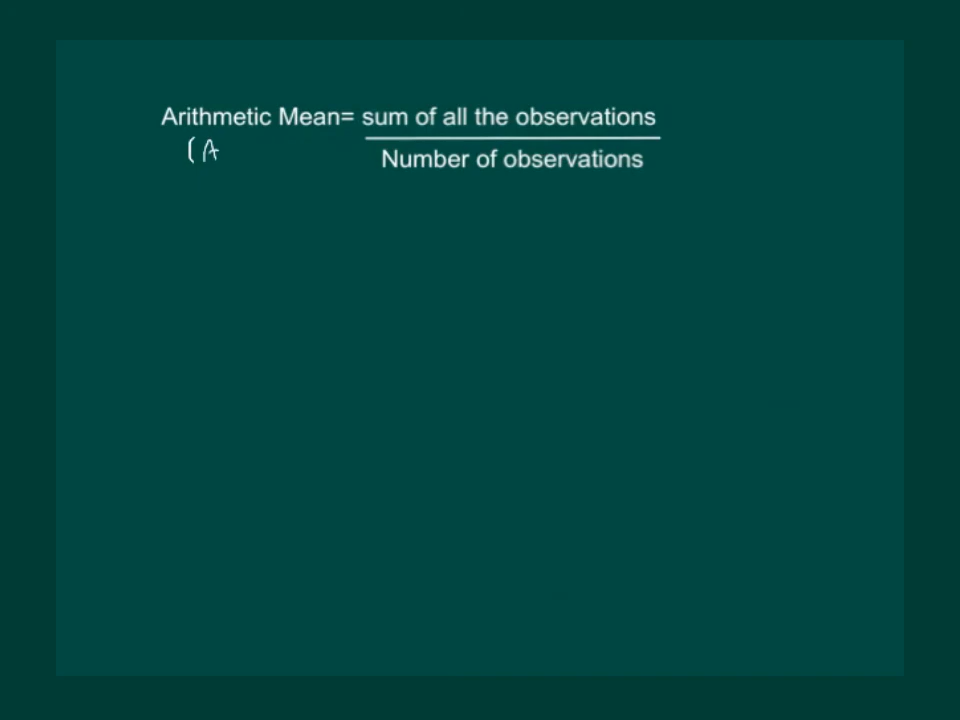 Arithmetic Mean= sum of all the observations
(A
Number of observations